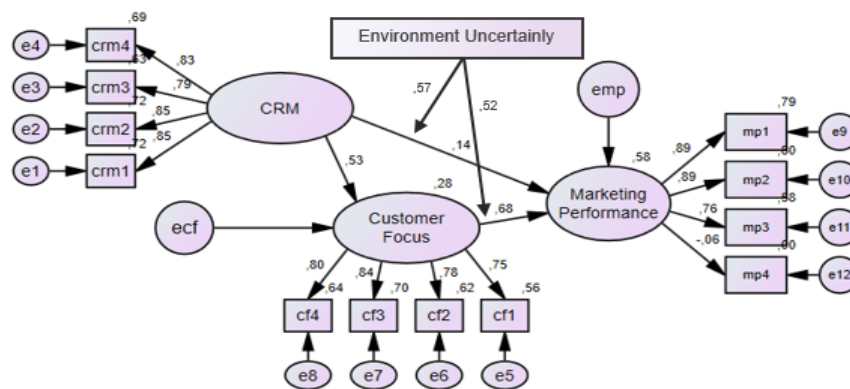 ,69
e4
crm4
,83
,63
e3
crm3
,79
,72
e2
crm2
,85
,72
e1
crm1
,85
CRM
Environment Uncertainly
,57
,52
emp
,14
,53
,28
,58
ecf
Customer
Focus
,68
Marketing
Performance
,79
,89
mp1
e9
,80
,89
mp2
e10
,58
,76
mp3
e11
,00
-,06
mp4
e12
,80
,84
,78
,75
,64
,70
,62
,56
cf4
cf3
cf2
cf1
e8
e7
e6
e5